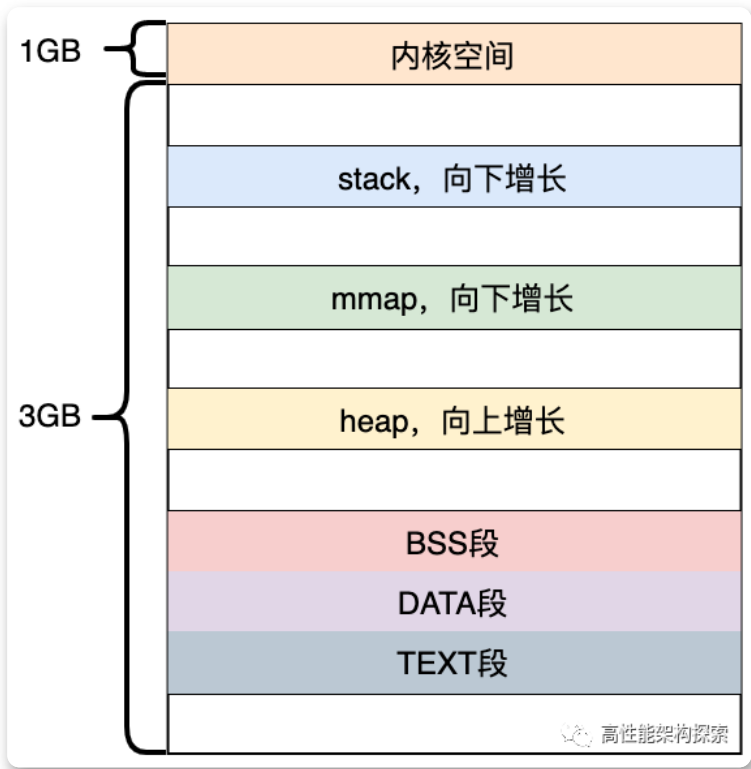 1GB
内核空间
stack，向下增长
mmap，向下增长
3GB
heap，向上增长
BSS段
DATA段
TEXT段
高性能架构探索